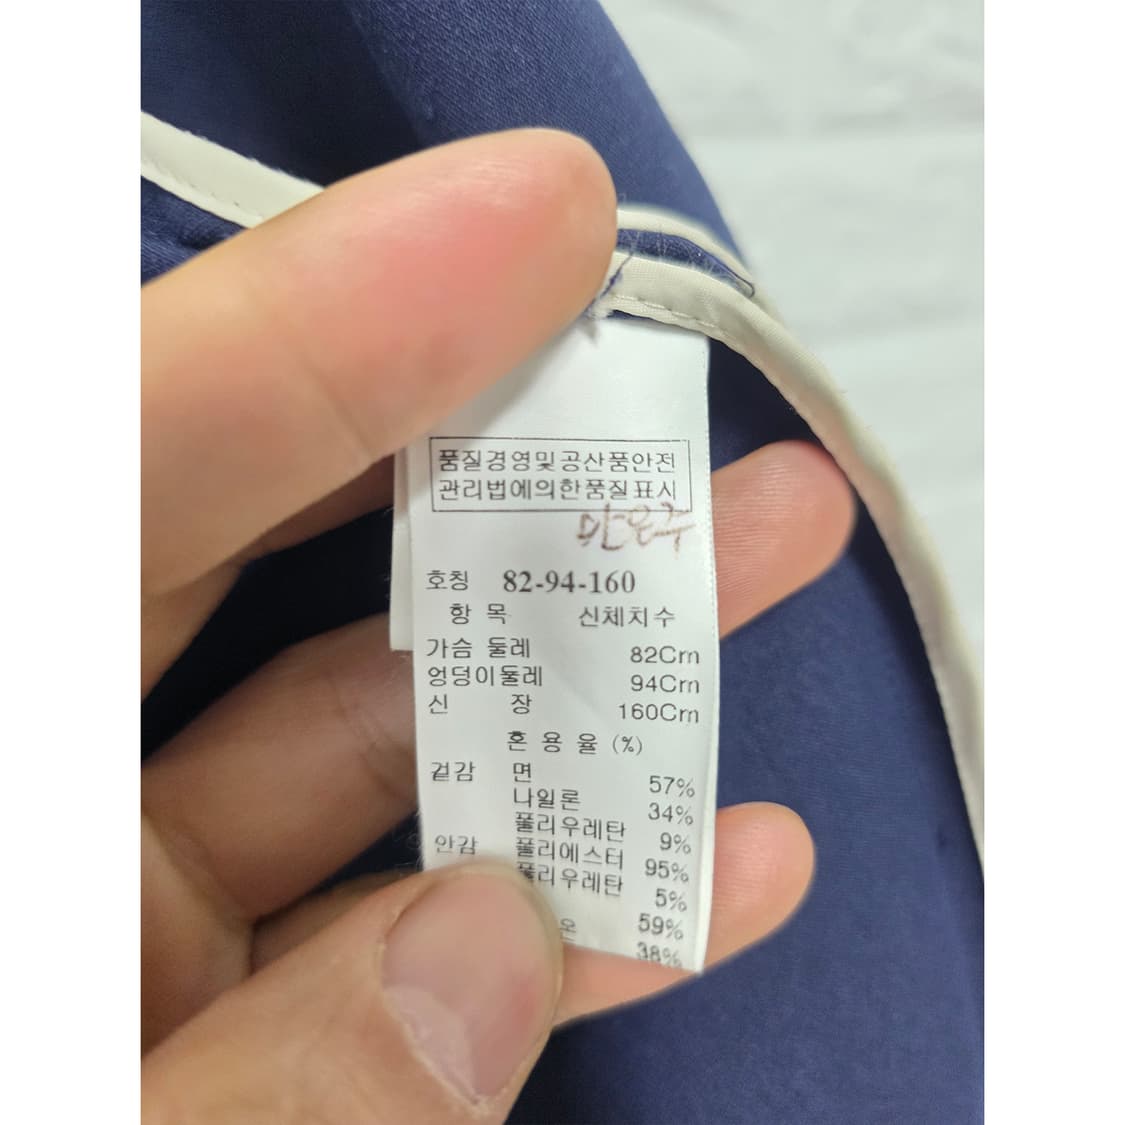 품질경영및공산품안전
관리법에의한품질표시
호칭 82-94-160
항 목 신체치수
가슴 둘레 82Cm
엉덩이둘레 94Cm
신 장 160Cm
혼 용 율 (%)
겉감 면 57%
나일론 34%
폴리우레탄 9%
안감 폴리에스터 95%
폴리우레탄 5%
59%
38%